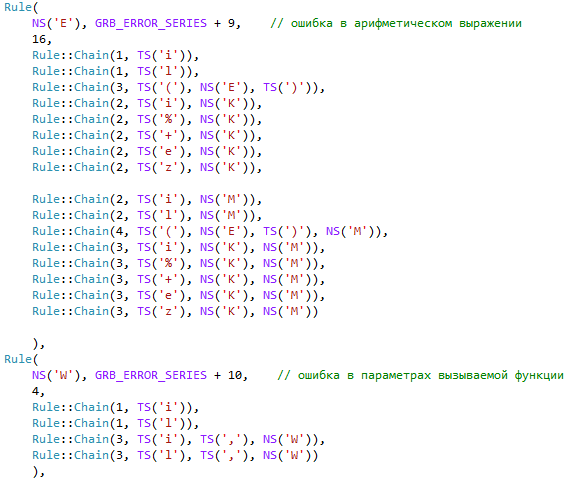 Rule(
NS('E'), GRB_ERROR_SERIES + 9, // ошибка в арифметическом выражении
16,
Rule::Chain(1, TS('i')),
Rule::Chain(1, TS('l')),
Rule::Chain(3, TS('('), NS('E'), TS(')')),
Rule::Chain(2, TS('i'), NS('K')),
Rule::Chain(2, TS('%'), NS('K')),
Rule::Chain(2, TS('+'), NS('K')),
Rule::Chain(2, TS('e'), NS('K')),
Rule::Chain(2, TS('z'), NS('K')),
Rule::Chain(2, TS('i'), NS('M')),
Rule::Chain(2, TS('l'), NS('M')),
Rule::Chain(4, TS('('), NS('E'), TS(')'), NS('M')),
Rule::Chain(3, TS('i'), NS('K'), NS('M')),
Rule::Chain(3, TS('%'), NS('K'), NS('M')),
Rule::Chain(3, TS('+'), NS('K'), NS('M')),
Rule::Chain(3, TS('e'), NS('K'), NS('M')),
Rule::Chain(3, TS('z'), NS('K'), NS('M'))
),
Rule(
NS('W'), GRB_ERROR_SERIES + 10, // ошибка в параметрах вызываемой функции
4,
Rule::Chain(1, TS('i')),
Rule::Chain(1, TS('l')),
Rule::Chain(3, TS('i'), TS(','), NS('W')),
Rule::Chain(3, TS('l'), TS(','), NS('W'))
),